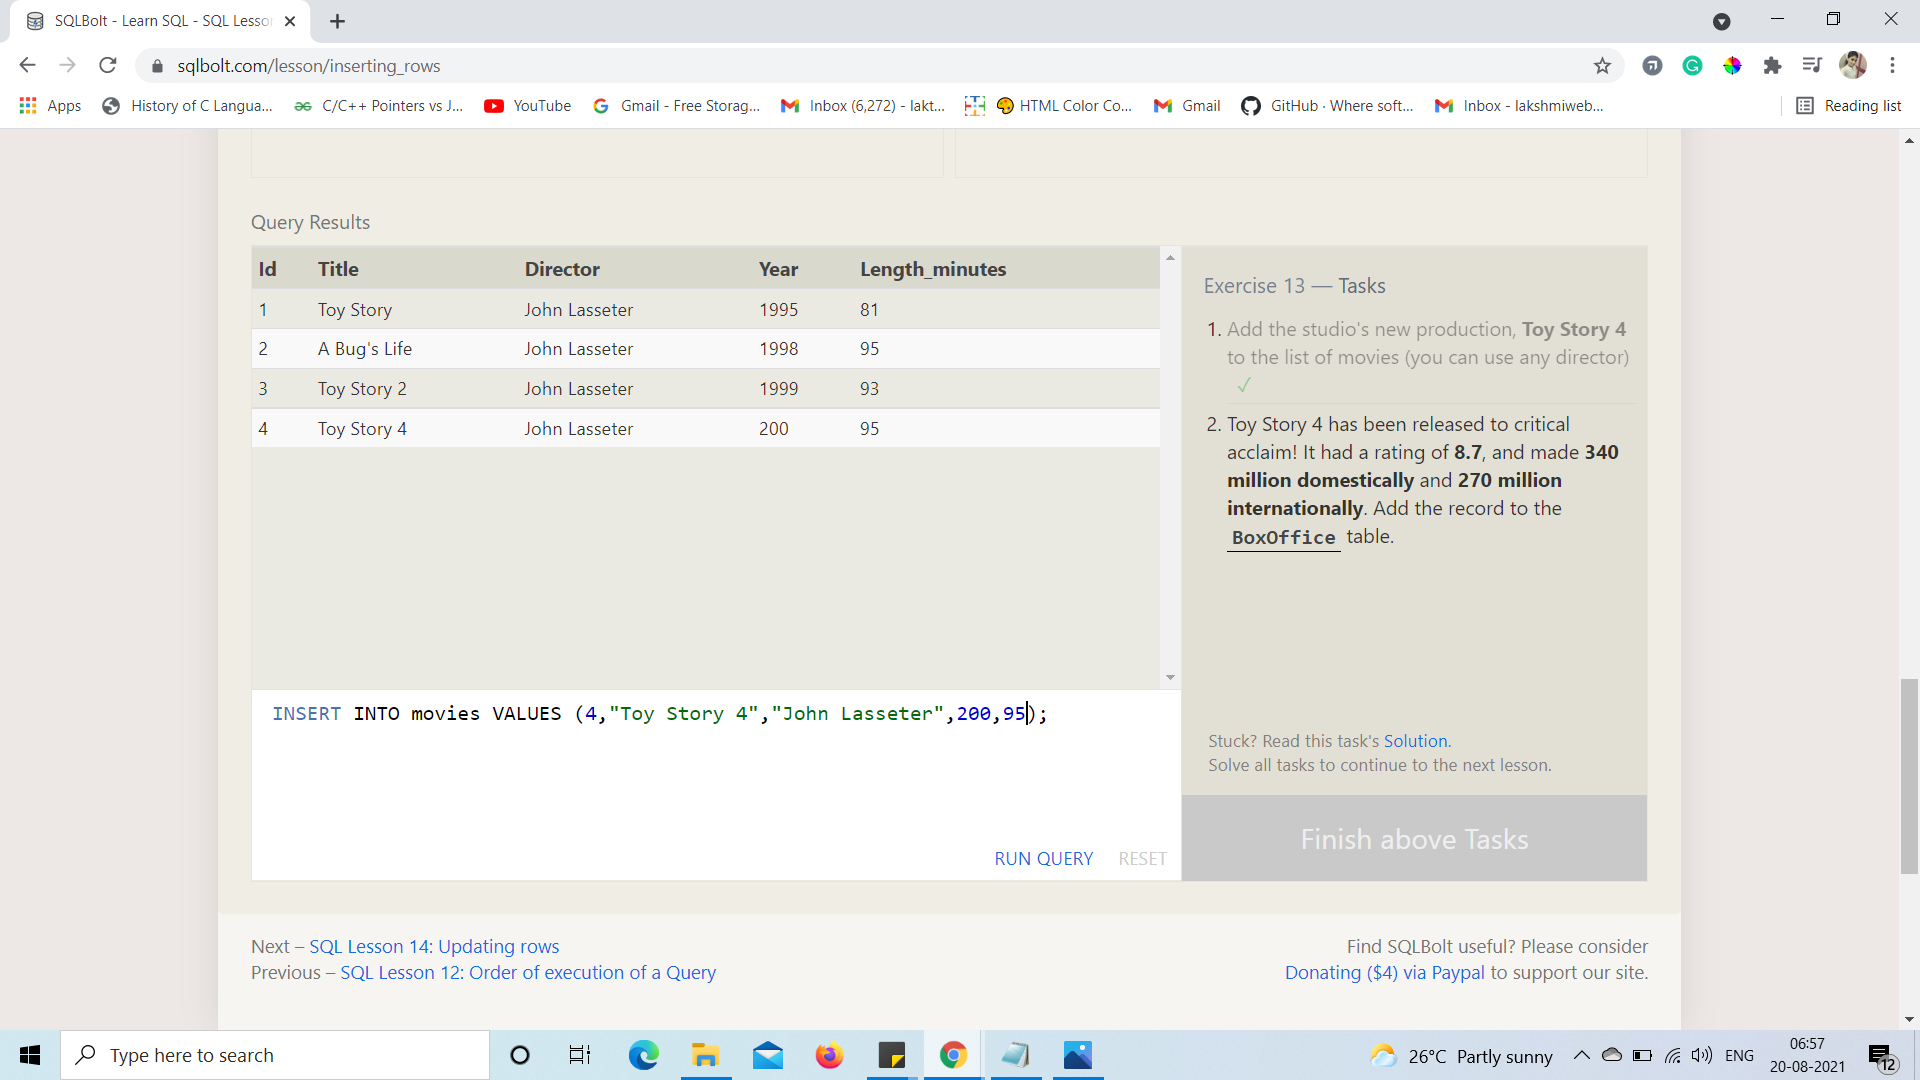 SQLBolt - Learn SQL - SQL Lesson
sqlbolt.com/lesson/inserting_rows
Apps History of C Langua... C/C++ Pointers vs J... YouTube Gmail - Free Storag... Inbox (6,272) - lakt... HTML Color Co... Gmail GitHub · Where soft... Inbox - lakshmiweb... Reading list
Query Results
Id Title Director Year Length_minutes
1 Toy Story John Lasseter 1995 81
2 A Bug's Life John Lasseter 1998 95
3 Toy Story 2 John Lasseter 1999 93
4 Toy Story 4 John Lasseter 200 95
INSERT INTO movies VALUES (4,"Toy Story 4","John Lasseter",200,95);
RUN QUERY RESET
Exercise 13 — Tasks
1. Add the studio's new production, Toy Story 4
to the list of movies (you can use any director)
✓
2. Toy Story 4 has been released to critical
acclaim! It had a rating of 8.7, and made 340
million domestically and 270 million
internationally. Add the record to the
BoxOffice table.
Stuck? Read this task's Solution.
Solve all tasks to continue to the next lesson.
Finish above Tasks
Next – SQL Lesson 14: Updating rows
Previous – SQL Lesson 12: Order of execution of a Query
Find SQLBolt useful? Please consider
Donating ($4) via Paypal to support our site.
Type here to search
26°C Partly sunny
ENG
06:57
20-08-2021
12